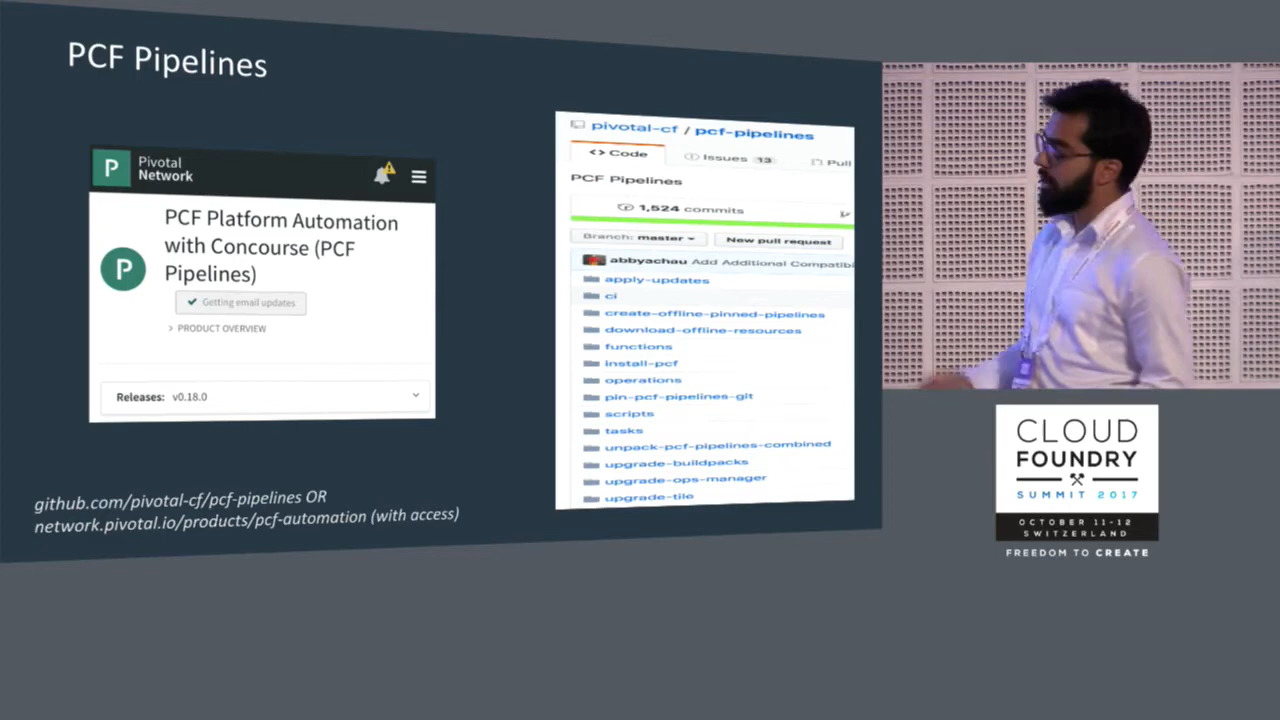 PCF Pipelines
P
Pivotal
Network
P
PCF Platform Automation
with Concourse (PCF
Pipelines)
✔ Getting email updates
> PRODUCT OVERVIEW
Releases: v0.18.0
github.com/pivotal-cf/pcf-pipelines OR
network.pivotal.io/products/pcf-automation (with access)
pivotal-cf / pcf-pipelines
<> Code
Issues 13
Pull
PCF Pipelines
1,524 commits
Branch: master
New pull request
abbyachau Add Additional Compatibi
apply-updates
ci
create-offline-pinned-pipelines
download-offline-resources
functions
install-pcf
operations
pin-pcf-pipelines-git
scripts
tasks
unpack-pcf-pipelines-combined
upgrade-buildpacks
upgrade-ops-manager
upgrade-tile
CLOUD
FOUNDRY
SUMMIT 2017
OCTOBER 11-12
SWITZERLAND
FREEDOM TO CREATE